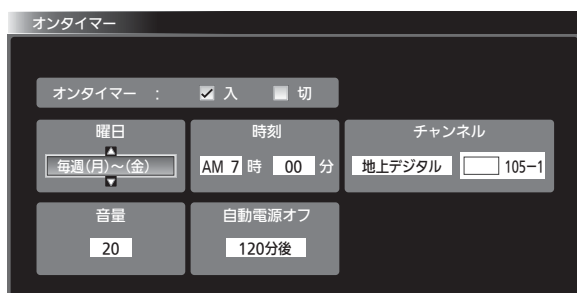 オンタイマー
オンタイマー : 入 切
曜日 時刻 チャンネル
毎週(月)~(金) AM 7 時 00 分 地上デジタル 105-1
音量 自動電源オフ
20 120分後